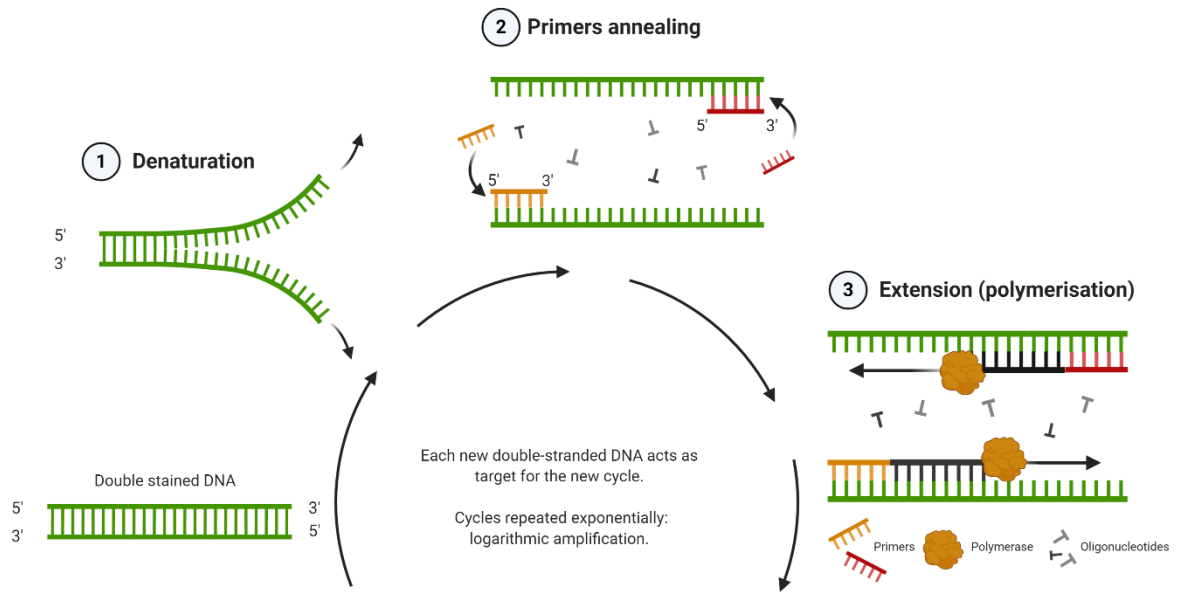 1 Denaturation
5'
3'
Double stained DNA
5' 3'
3' 5'
2 Primers annealing
5' 3'
5' 3'
Each new double-stranded DNA acts as
target for the new cycle.
Cycles repeated exponentially:
logarithmic amplification.
3 Extension (polymerisation)
Primers Polymerase Oligonucleotides